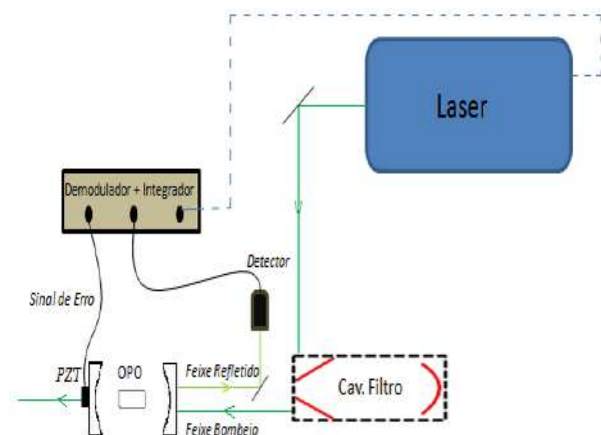 Laser
Demodulador + Integrador
Detector
Sinal de Erro
PZT
OPO
Feixe Refletido
Cav. Filtro
Feixe Bombeio